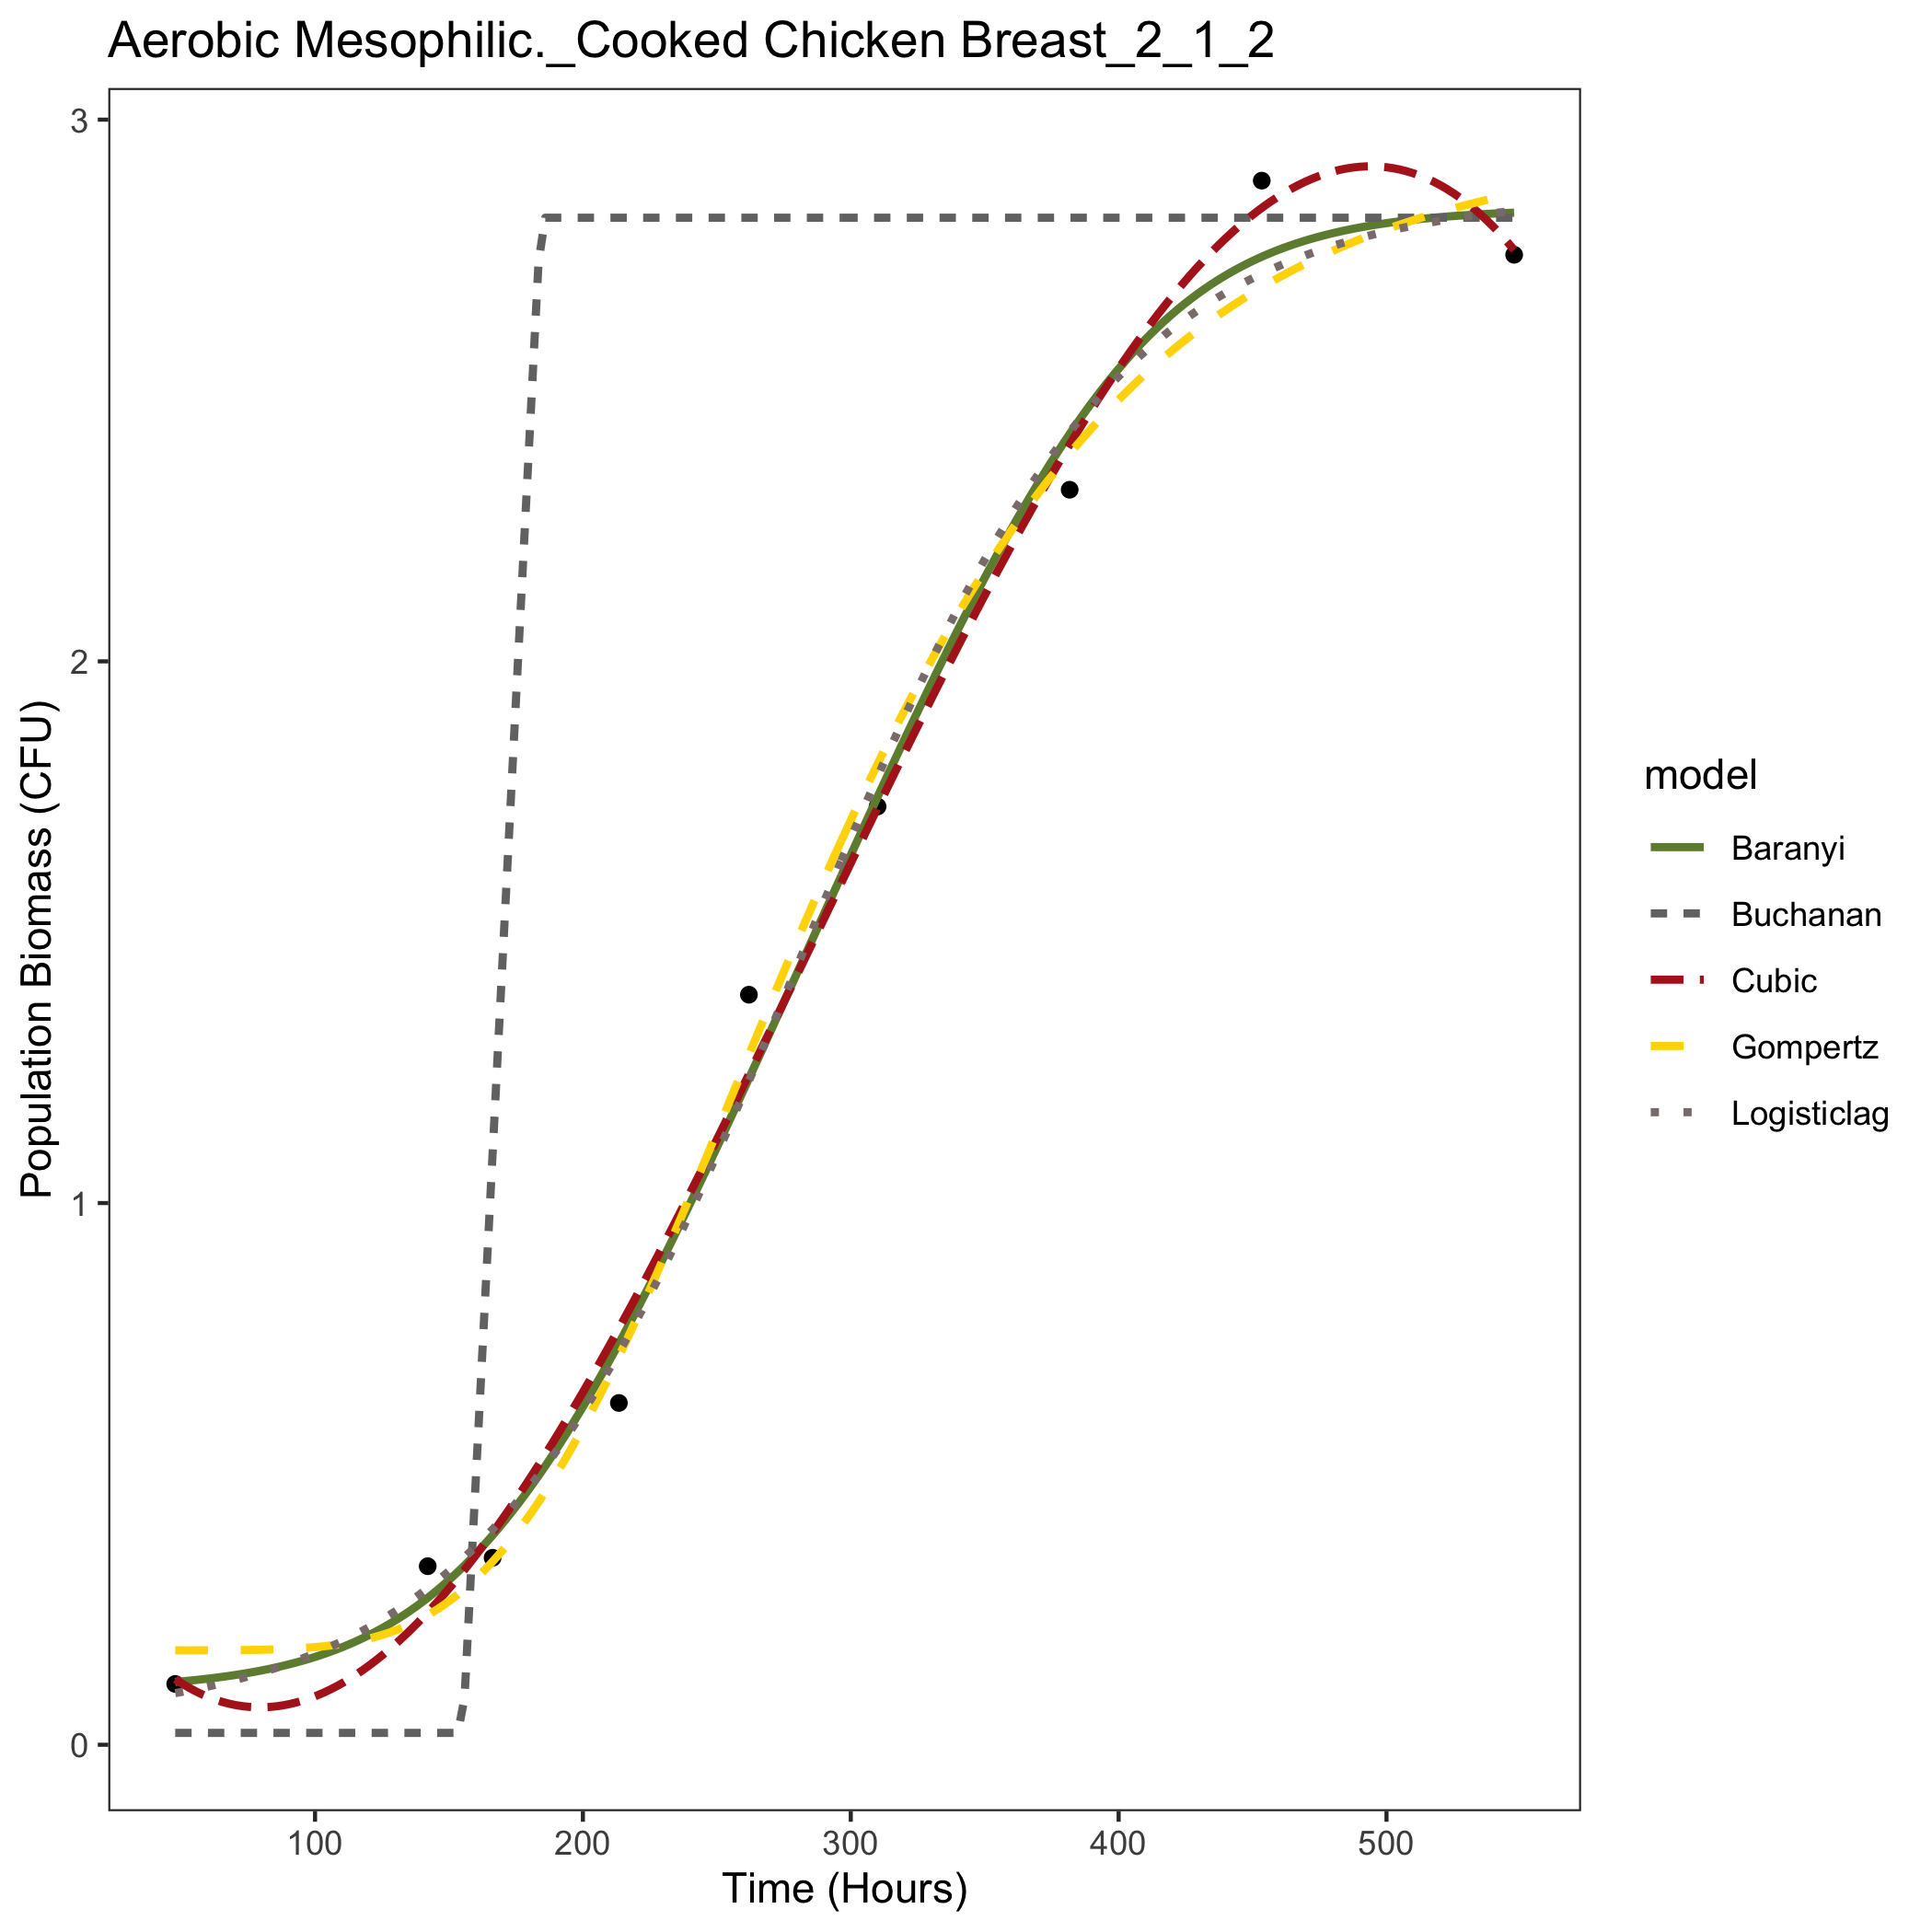 Aerobic Mesophilic._Cooked Chicken Breast_2_1_2
3
2
1
0
Population Biomass (CFU)
100 200 300 400 500
Time (Hours)
model
Baranyi
Buchanan
Cubic
Gompertz
Logisticlag